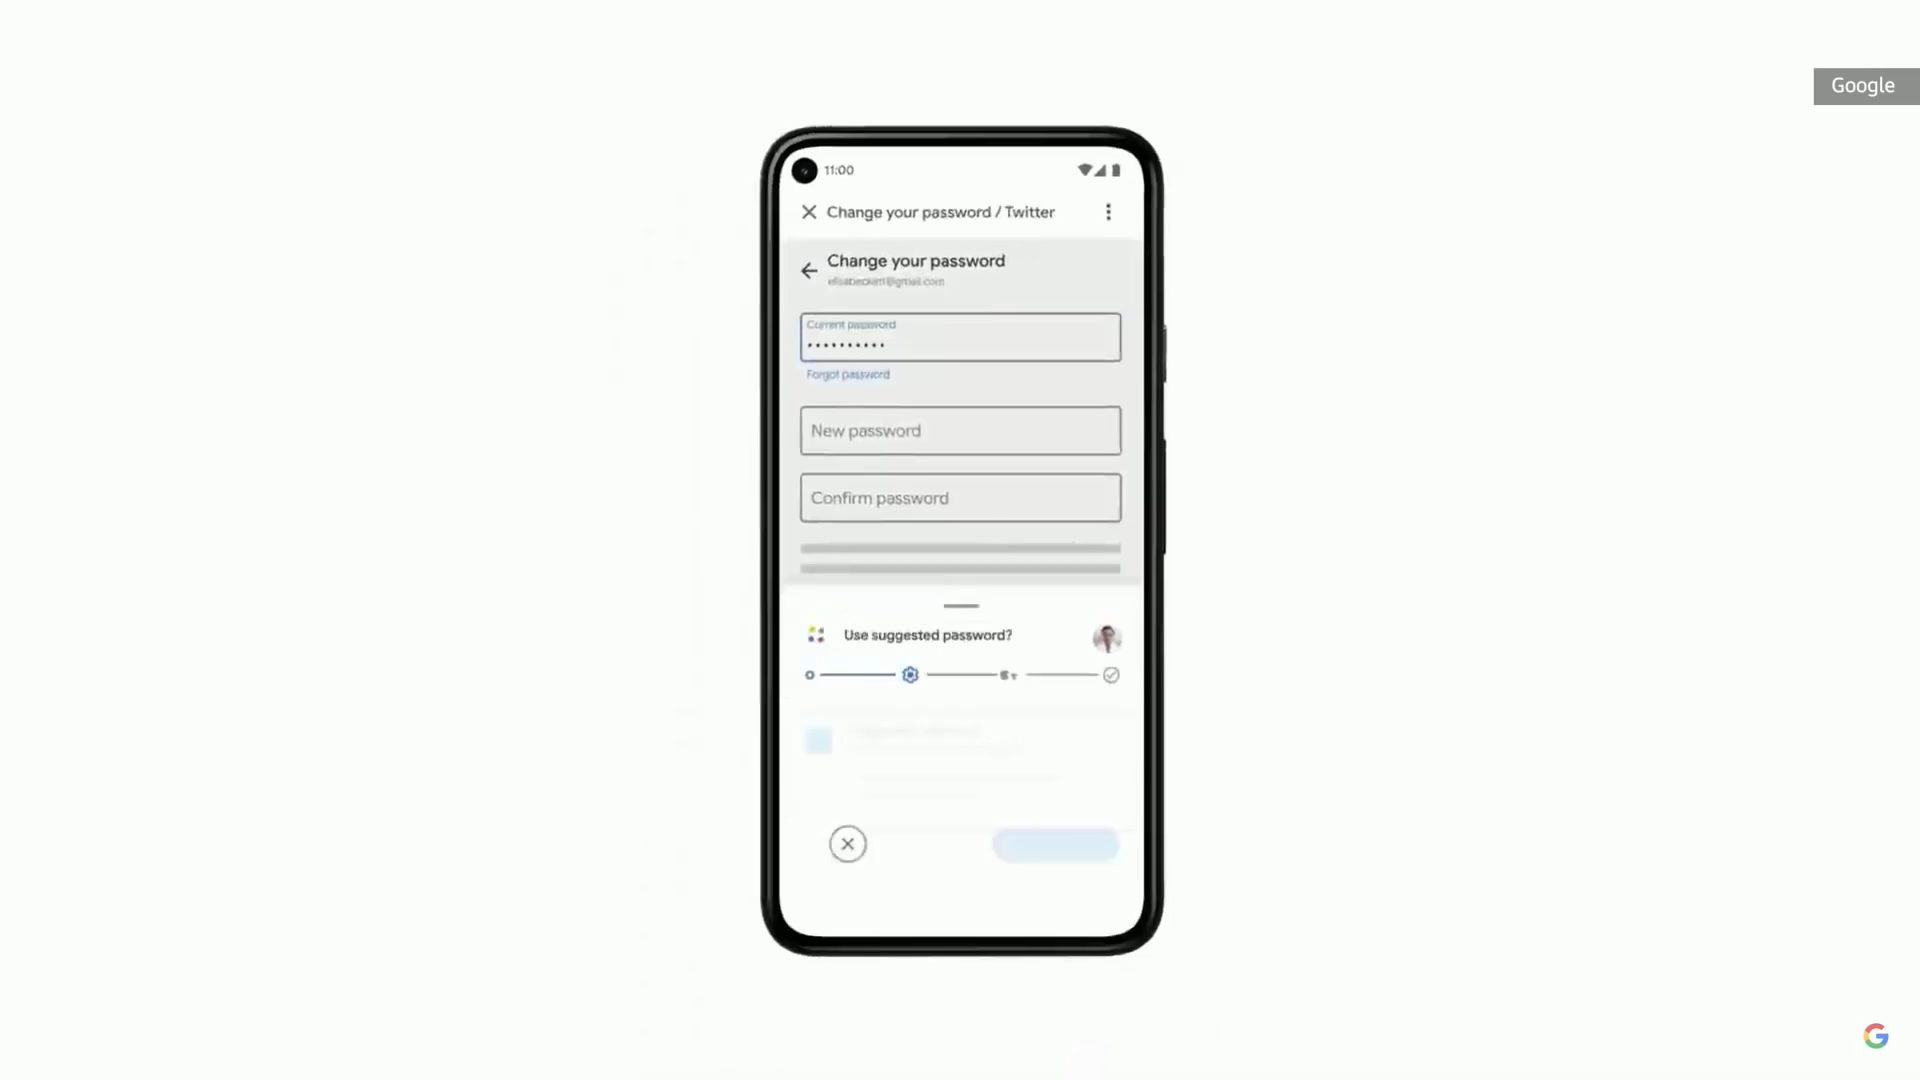 Google
11:00
Change your password / Twitter
Change your password
Current password
Forgot password
New password
Confirm password
Use suggested password?